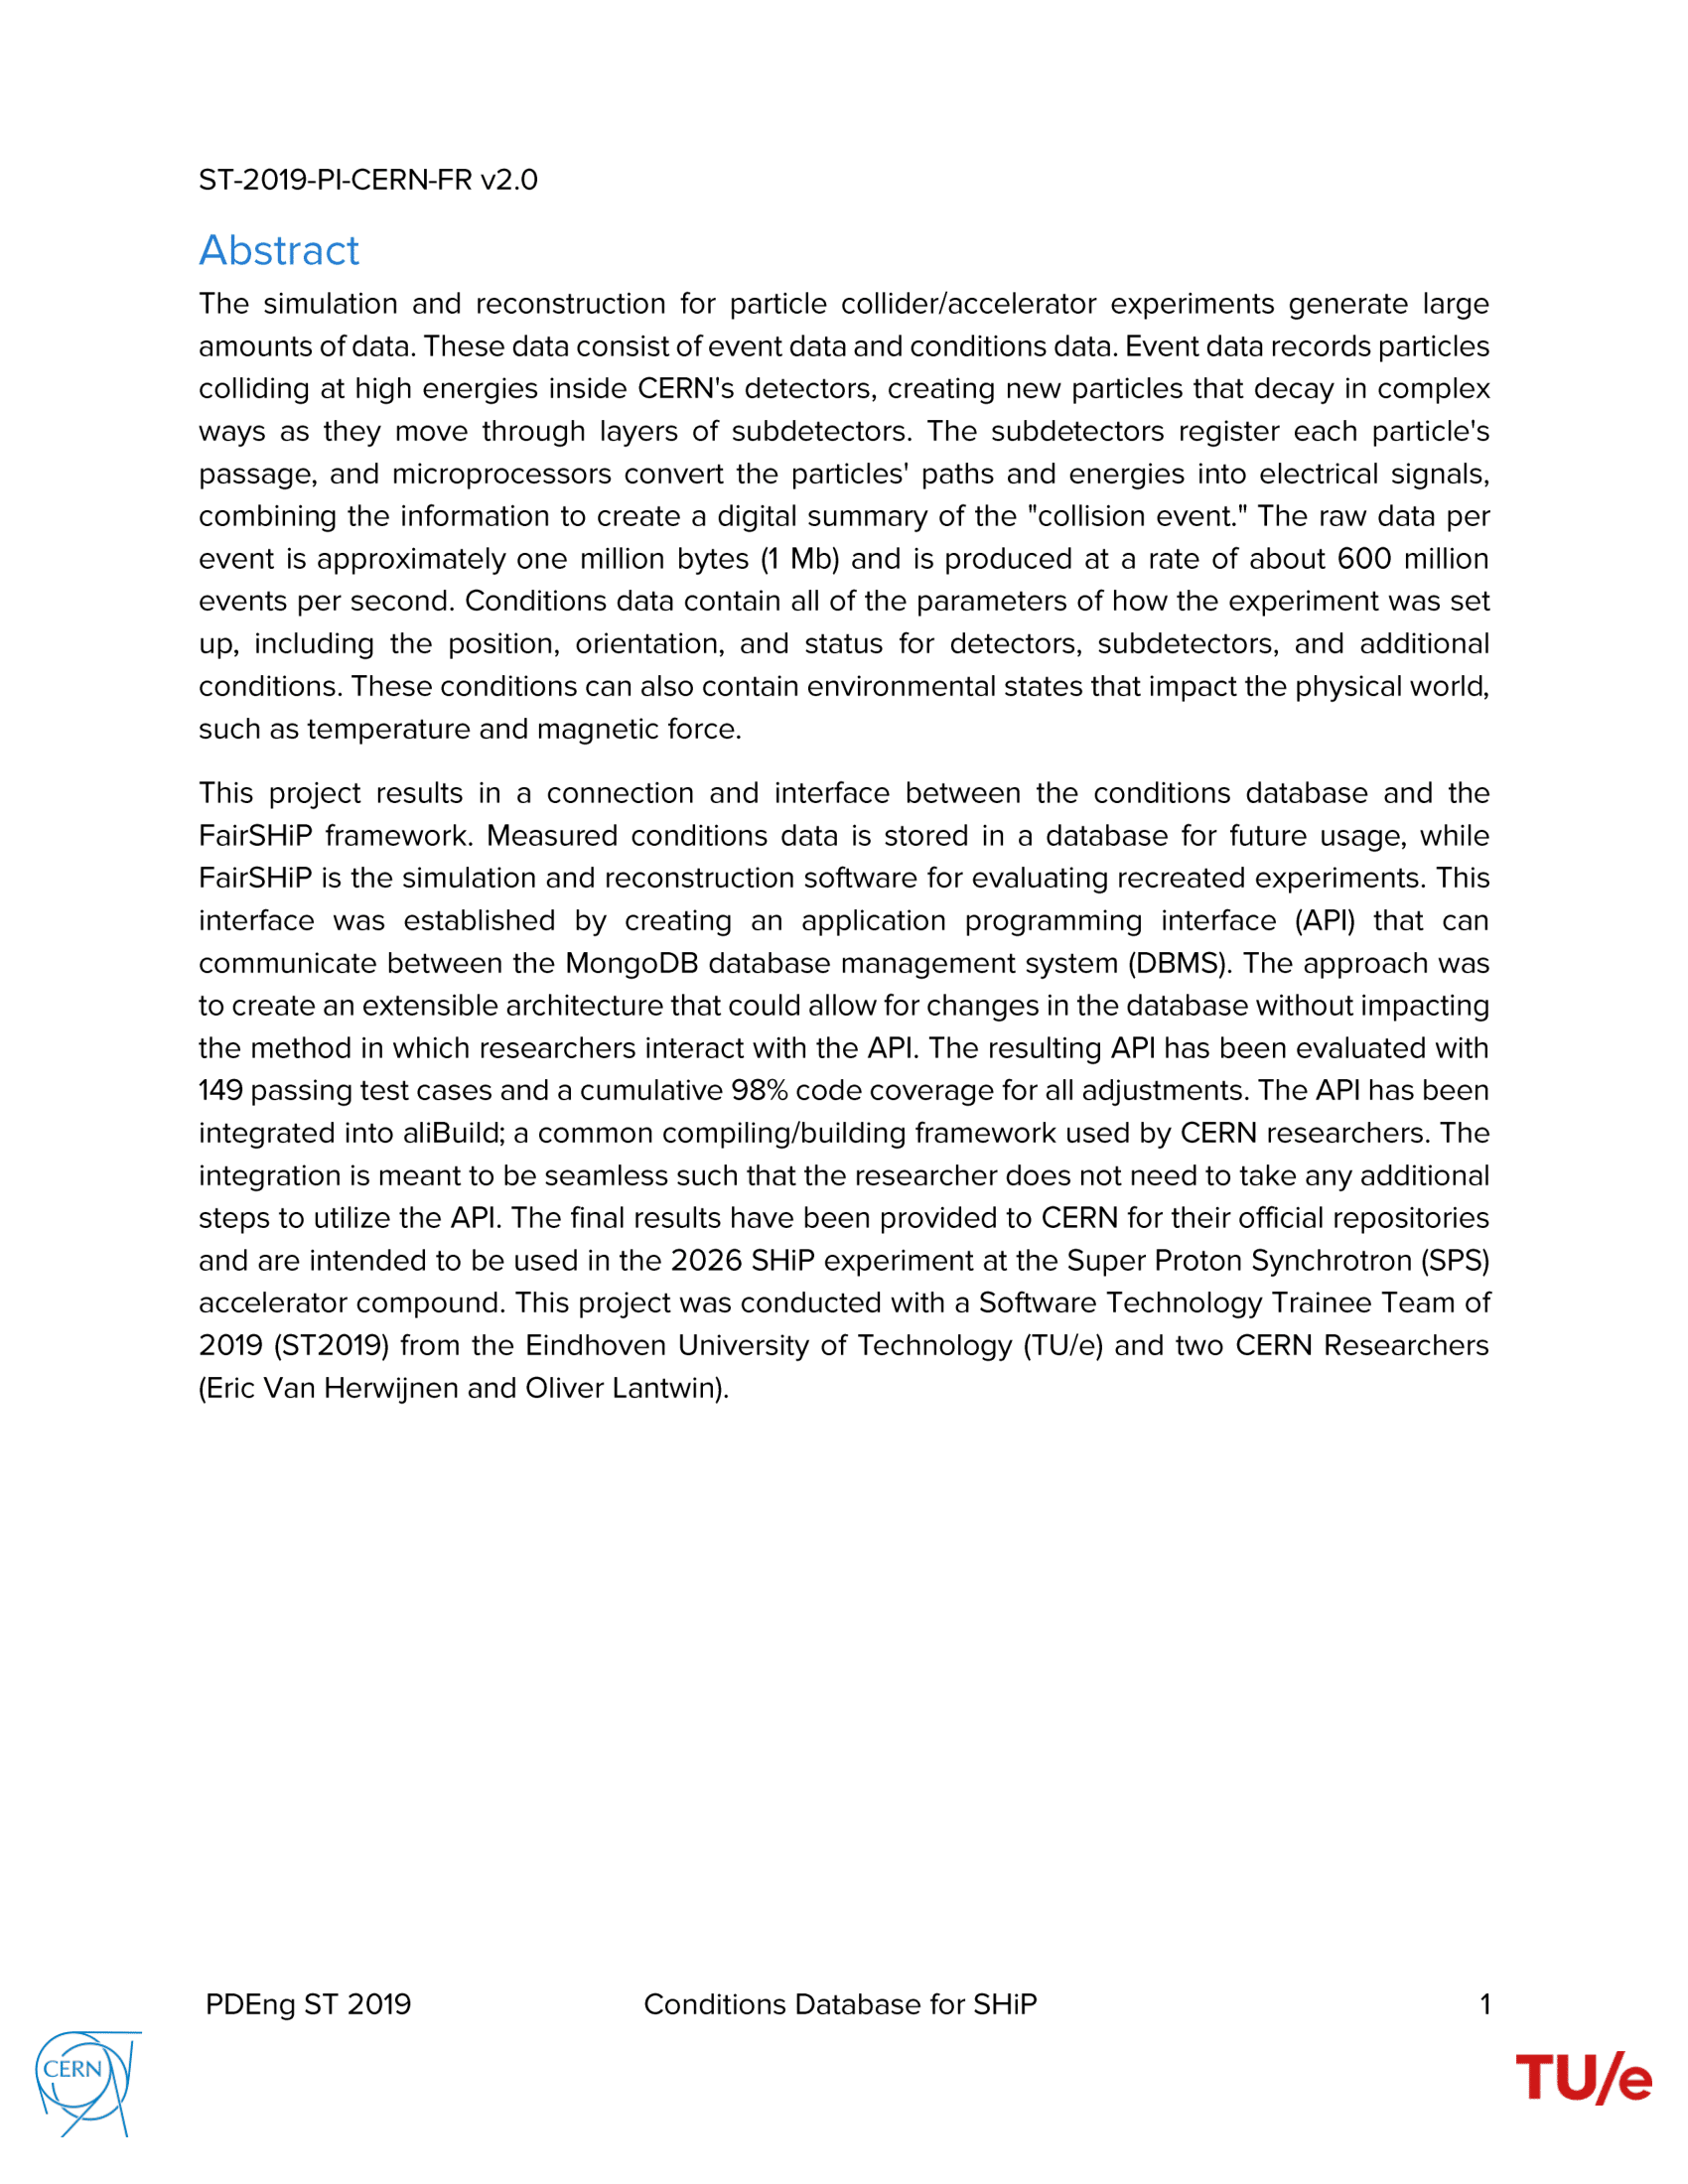 ST-2019-PI-CERN-FR v2.0
Abstract
The simulation and reconstruction for particle collider/accelerator experiments generate large
amounts of data. These data consist of event data and conditions data. Event data records particles
colliding at high energies inside CERN's detectors, creating new particles that decay in complex
ways as they move through layers of subdetectors. The subdetectors register each particle's
passage, and microprocessors convert the particles' paths and energies into electrical signals,
combining the information to create a digital summary of the "collision event." The raw data per
event is approximately one million bytes (1 Mb) and is produced at a rate of about 600 million
events per second. Conditions data contain all of the parameters of how the experiment was set
up, including the position, orientation, and status for detectors, subdetectors, and additional
conditions. These conditions can also contain environmental states that impact the physical world,
such as temperature and magnetic force.
This project results in a connection and interface between the conditions database and the
FairSHiP framework. Measured conditions data is stored in a database for future usage, while
FairSHiP is the simulation and reconstruction software for evaluating recreated experiments. This
interface was established by creating an application programming interface (API) that can
communicate between the MongoDB database management system (DBMS). The approach was
to create an extensible architecture that could allow for changes in the database without impacting
the method in which researchers interact with the API. The resulting API has been evaluated with
149 passing test cases and a cumulative 98% code coverage for all adjustments. The API has been
integrated into aliBuild; a common compiling/building framework used by CERN researchers. The
integration is meant to be seamless such that the researcher does not need to take any additional
steps to utilize the API. The final results have been provided to CERN for their official repositories
and are intended to be used in the 2026 SHiP experiment at the Super Proton Synchrotron (SPS)
accelerator compound. This project was conducted with a Software Technology Trainee Team of
2019 (ST2019) from the Eindhoven University of Technology (TU/e) and two CERN Researchers
(Eric Van Herwijnen and Oliver Lantwin).
PDEng ST 2019 Conditions Database for SHiP 1
CERN TU/e